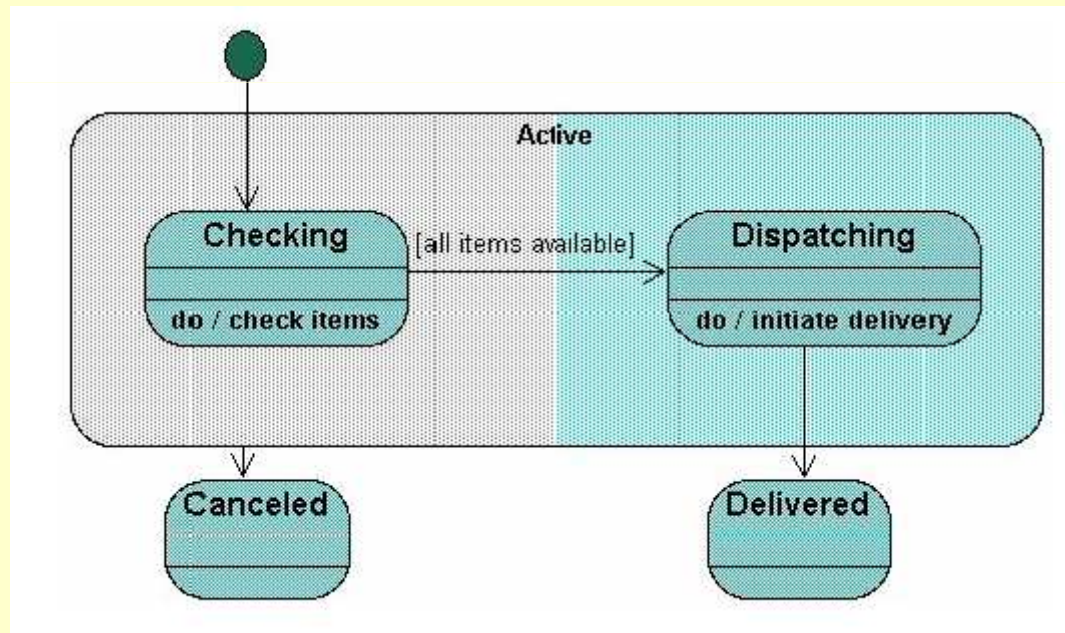 Active
Checking
[all items available]
Dispatching
do / check items
do / initiate delivery
Canceled
Delivered